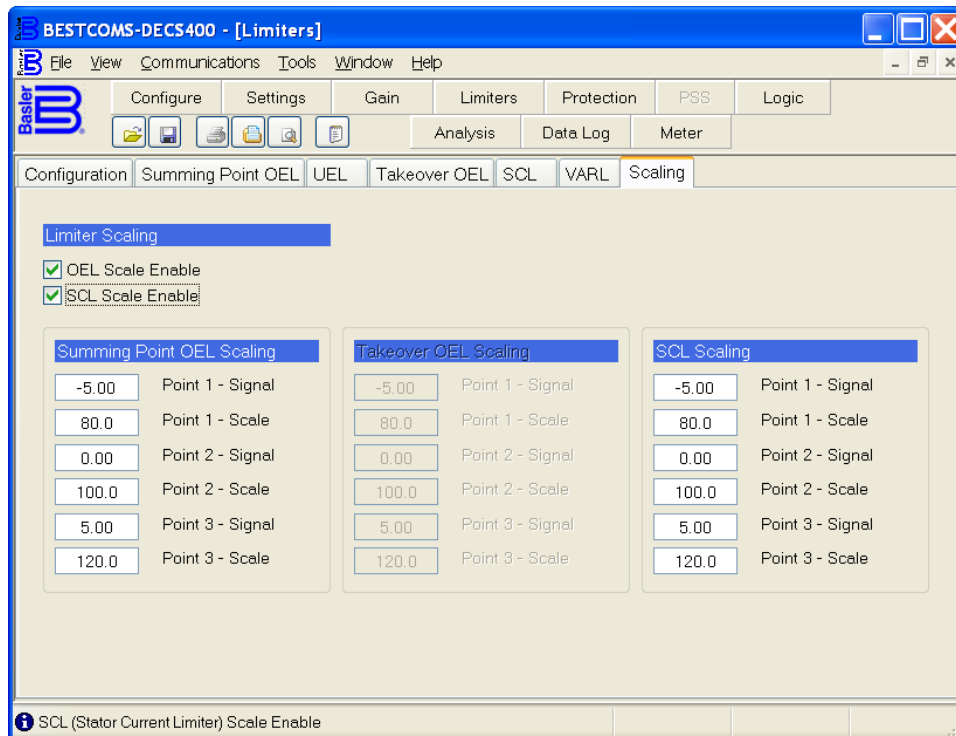 BESTCOMS-DECS400 - [Limiters]
File View Communications Tools Window Help
Basler
Configure Settings Gain Limiters Protection PSS Logic
Analysis Data Log Meter
Configuration Summing Point OEL UEL Takeover OEL SCL VARL Scaling
Limiter Scaling
OEL Scale Enable
SCL Scale Enable
Summing Point OEL Scaling
-5.00 Point 1 - Signal
80.0 Point 1 - Scale
0.00 Point 2 - Signal
100.0 Point 2 - Scale
5.00 Point 3 - Signal
120.0 Point 3 - Scale
Takeover OEL Scaling
-5.00 Point 1 - Signal
80.0 Point 1 - Scale
0.00 Point 2 - Signal
100.0 Point 2 - Scale
5.00 Point 3 - Signal
120.0 Point 3 - Scale
SCL Scaling
-5.00 Point 1 - Signal
80.0 Point 1 - Scale
0.00 Point 2 - Signal
100.0 Point 2 - Scale
5.00 Point 3 - Signal
120.0 Point 3 - Scale
SCL (Stator Current Limiter) Scale Enable